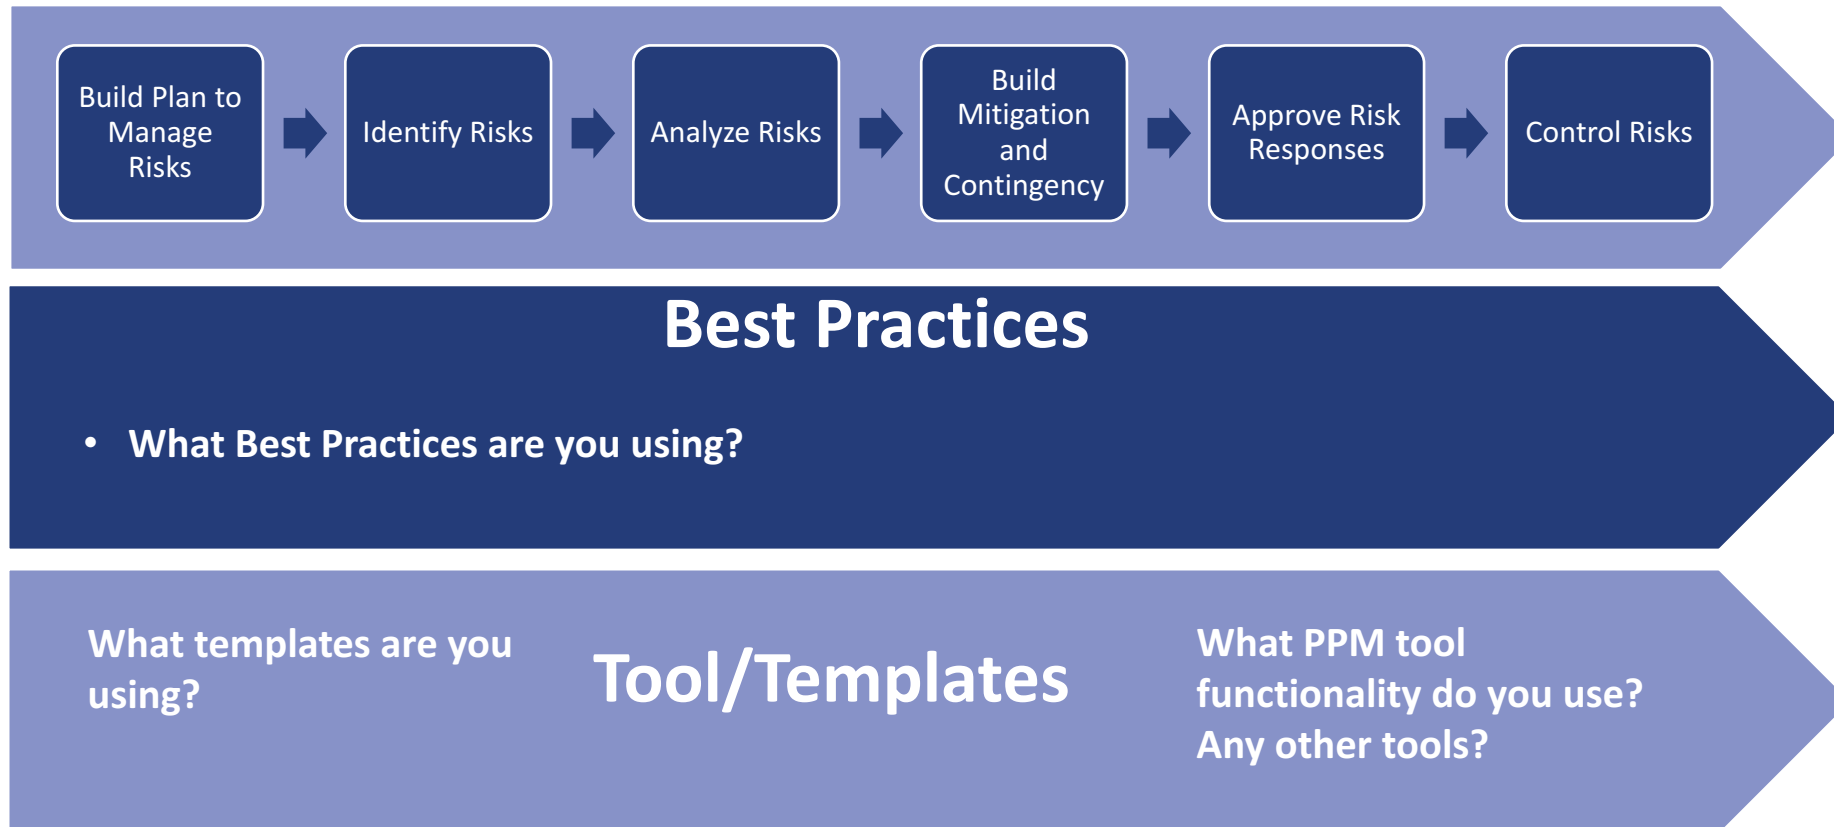 Build Plan to
Manage
Risks
Identify Risks
Analyze Risks
Build
Mitigation
and
Contingency
Approve Risk
Responses
Control Risks
Best Practices
• What Best Practices are you using?
What templates are you
using?
Tool/Templates
What PPM tool
functionality do you use?
Any other tools?